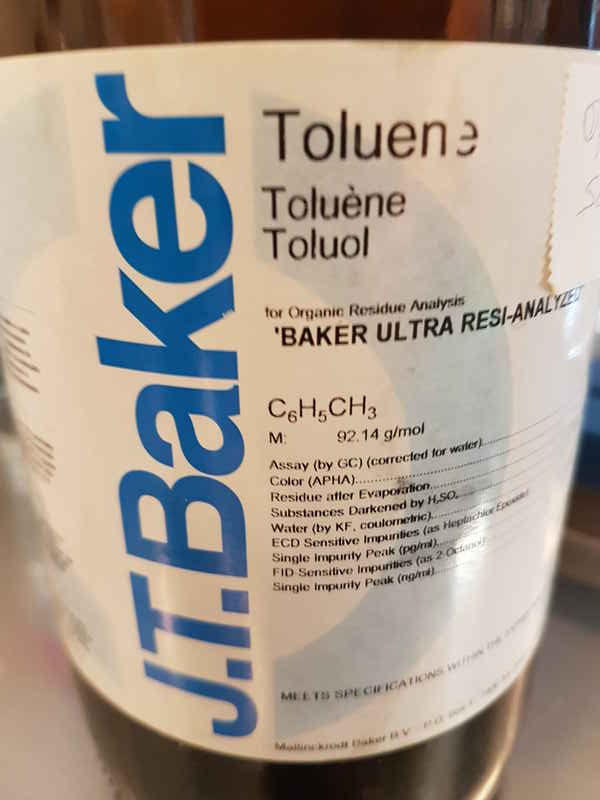 J.T.Baker
Toluene
Toluène
Toluol
for Organic Residue Analysis
'BAKER ULTRA RESI-ANALYZED'
C₆H₅CH₃
M: 92.14 g/mol
Assay (by GC) (corrected for water)
Color (APHA)
Residue after Evaporation
Substances Darkened by H₂SO₄
Water (by KF, coulometric)
ECD Sensitive Impurities (as Heptachlor Epoxide)
Single Impurity Peak (pg/ml)
FID Sensitive Impurities (as 2-Octanol)
Single Impurity Peak (ng/ml)
MEETS SPECIFICATIONS WITHIN THE
Mallinckrodt Baker B.V. - P.O. Box